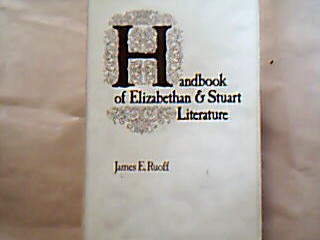 Handbook
of Elizabethan & Stuart
Literature
James E. Ruoff